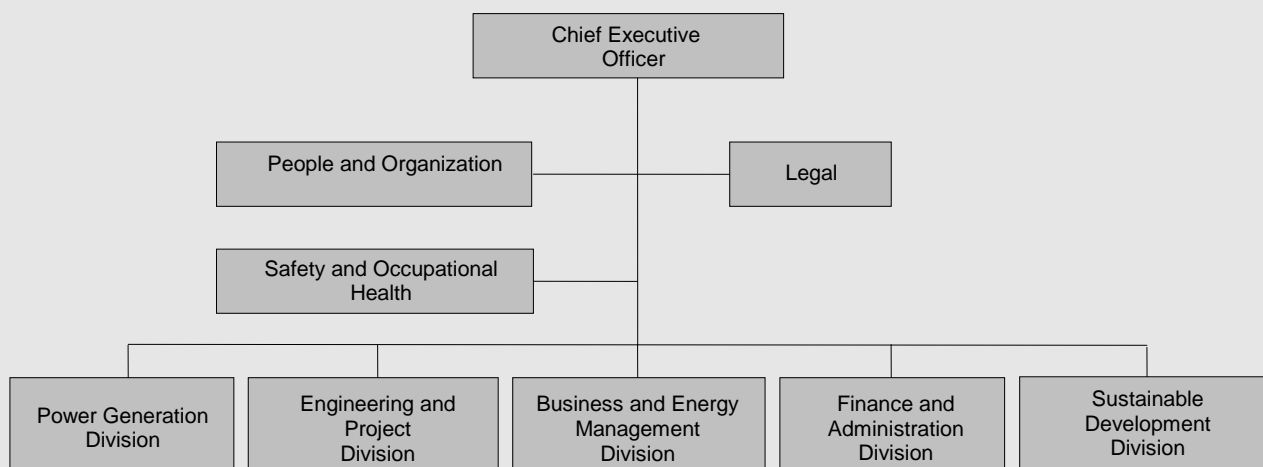 Chief Executive
Officer
People and Organization
Legal
Safety and Occupational
Health
Power Generation
Division
Engineering and
Project
Division
Business and Energy
Management
Division
Finance and
Administration
Division
Sustainable
Development
Division